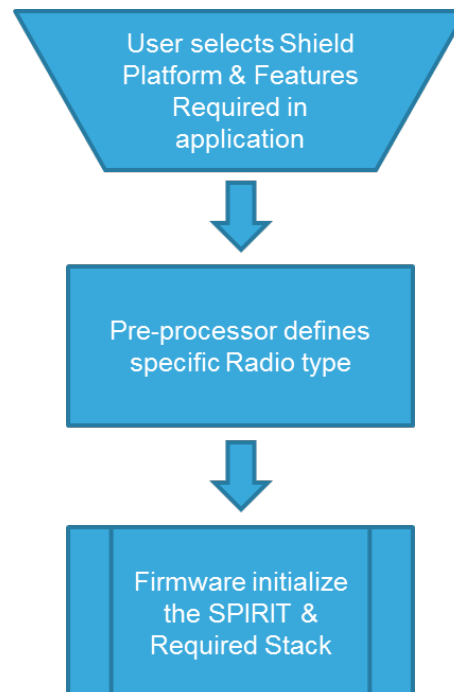 User selects Shield
Platform & Features
Required in
application
Pre-processor defines
specific Radio type
Firmware initialize
the SPIRIT &
Required Stack